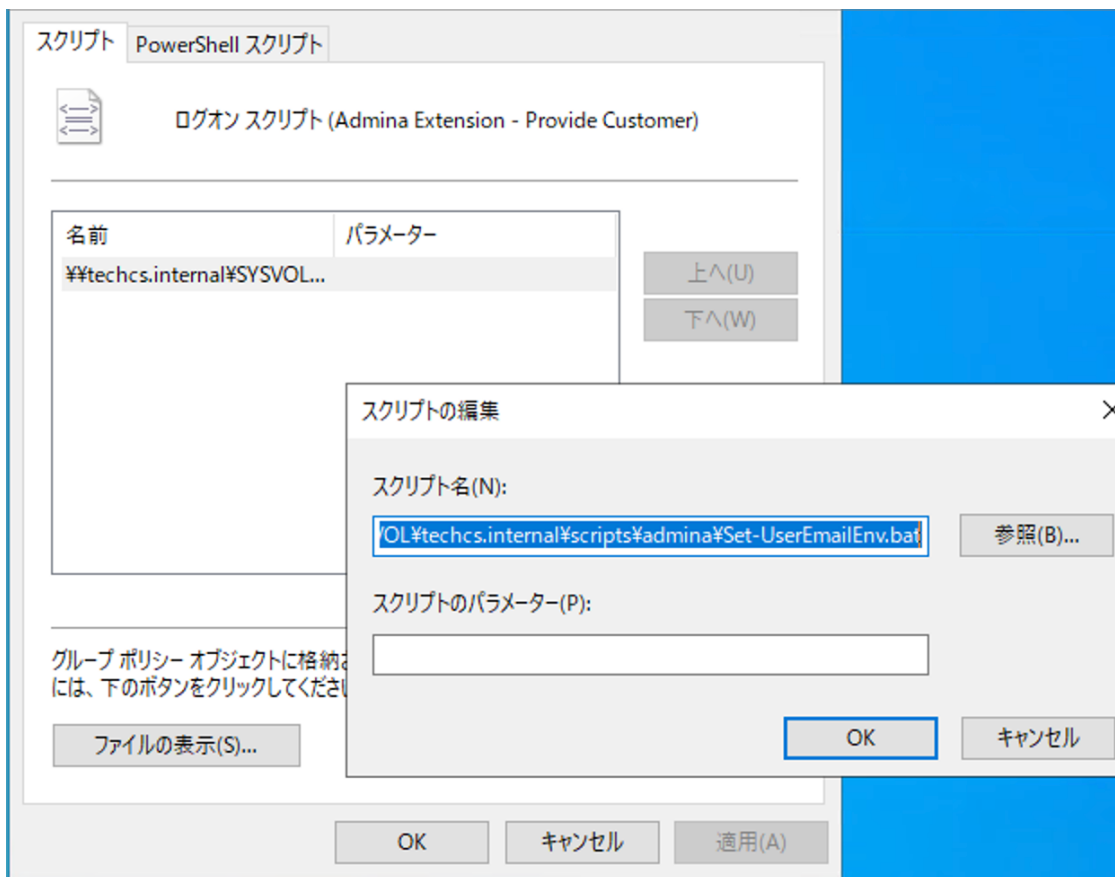 スクリプト
PowerShell スクリプト
ログオン スクリプト (Admina Extension - Provide Customer)
名前
パラメーター
¥¥techcs.internal¥SYSVOL...
上へ(U)
下へ(W)
スクリプトの編集
スクリプト名(N):
OL¥techcs.internal¥scripts¥admina¥Set-UserEmailEnv.bat
参照(B)...
スクリプトのパラメーター(P):
グループ ポリシー オブジェクトに格納
には、下のボタンをクリックしてくださ
ファイルの表示(S)...
OK
キャンセル
OK
キャンセル
適用(A)